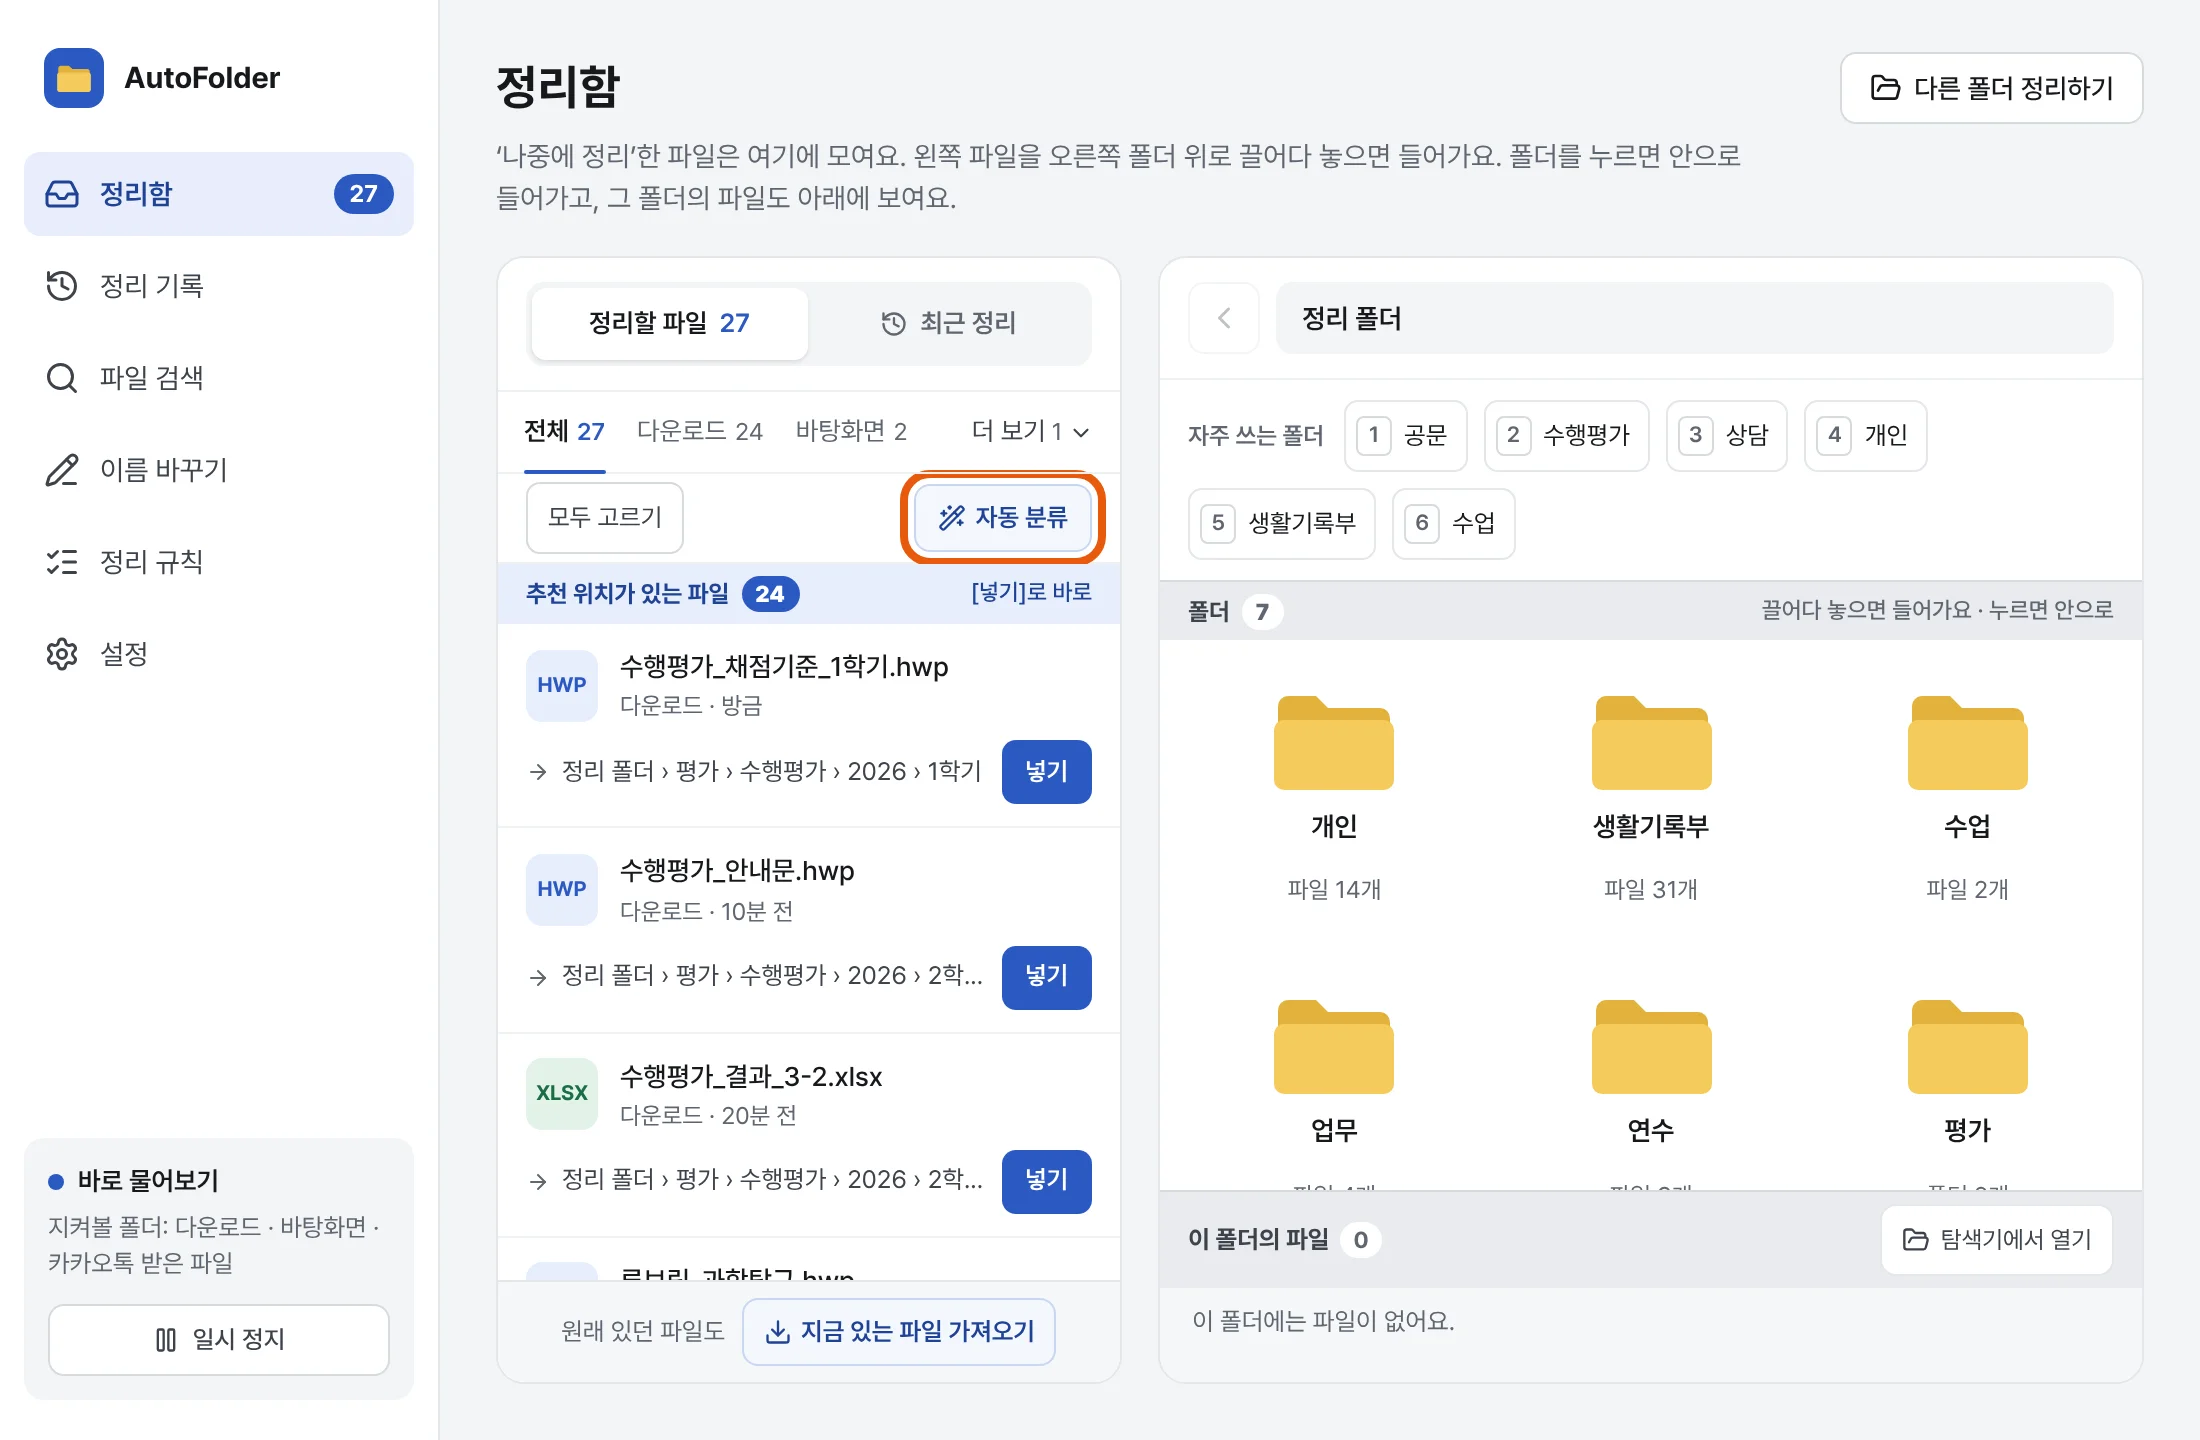 AutoFolder
정리함 27
정리 기록
파일 검색
이름 바꾸기
정리 규칙
설정
바로 물어보기
지켜볼 폴더: 다운로드 · 바탕화면 ·
카카오톡 받은 파일
일시 정지
정리함
다른 폴더 정리하기
‘나중에 정리’한 파일은 여기에 모여요. 왼쪽 파일을 오른쪽 폴더 위로 끌어다 놓으면 들어가요. 폴더를 누르면 안으로
들어가고, 그 폴더의 파일도 아래에 보여요.
정리할 파일 27 최근 정리
전체 27 다운로드 24 바탕화면 2 더 보기 1
모두 고르기 자동 분류
추천 위치가 있는 파일 24 [넣기]로 바로
HWP 수행평가_채점기준_1학기.hwp
다운로드 · 방금
→ 정리 폴더 › 평가 › 수행평가 › 2026 › 1학기 넣기
HWP 수행평가_안내문.hwp
다운로드 · 10분 전
→ 정리 폴더 › 평가 › 수행평가 › 2026 › 2학... 넣기
XLSX 수행평가_결과_3-2.xlsx
다운로드 · 20분 전
→ 정리 폴더 › 평가 › 수행평가 › 2026 › 2학... 넣기
원래 있던 파일도 지금 있는 파일 가져오기
정리 폴더
자주 쓰는 폴더 1 공문 2 수행평가 3 상담 4 개인
5 생활기록부 6 수업
폴더 7 끌어다 놓으면 들어가요 · 누르면 안으로
개인 생활기록부 수업
파일 14개 파일 31개 파일 2개
업무 연수 평가
이 폴더의 파일 0 탐색기에서 열기
이 폴더에는 파일이 없어요.